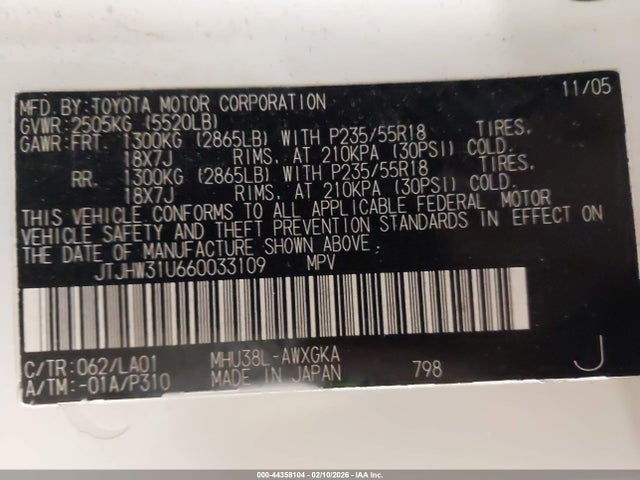 MFD. BY: TOYOTA MOTOR CORPORATION 11/05
GVWR: 2505KG (5520LB)
GAWR: FRT. 1300KG (2865LB) WITH P235/55R18 TIRES,
18X7J RIMS, AT 210KPA (30PSI) COLD.
RR. 1300KG (2865LB) WITH P235/55R18 TIRES,
18X7J RIMS, AT 210KPA (30PSI) COLD.
THIS VEHICLE CONFORMS TO ALL APPLICABLE FEDERAL MOTOR
VEHICLE SAFETY AND THEFT PREVENTION STANDARDS IN EFFECT ON
THE DATE OF MANUFACTURE SHOWN ABOVE.
JTJHW31U660033109 MPV
C/TR: 062/LA01 MHU38L-AWXGKA J
A/TM: -01A/P310 MADE IN JAPAN 798
000-44358104 - 02/10/2026 - IAA Inc.